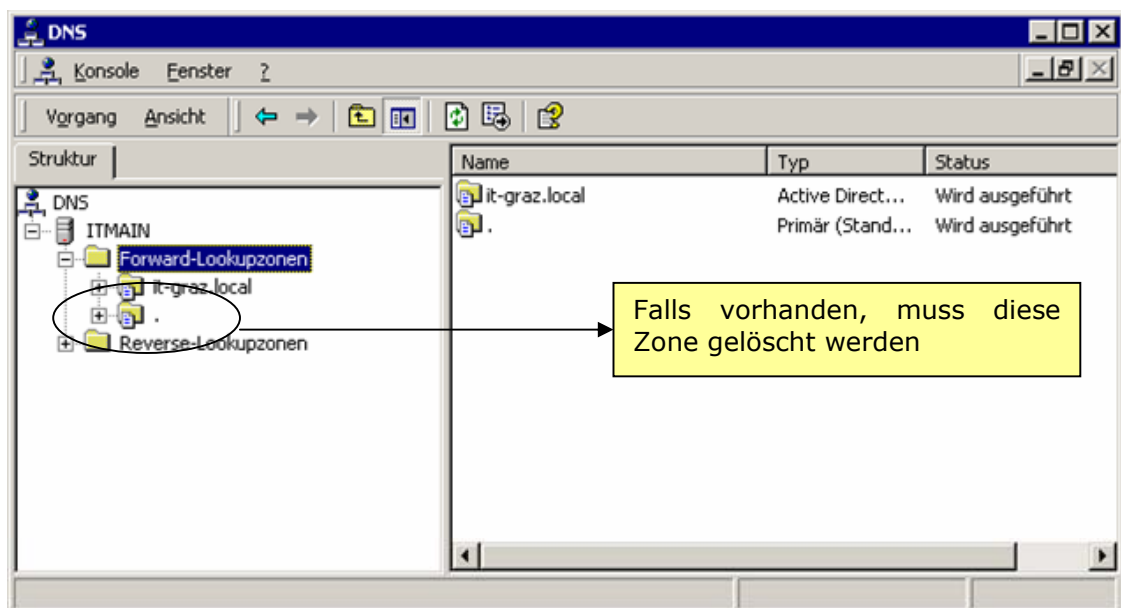 DNS
Konsole Fenster ?
Vorgang Ansicht
Struktur
Name Typ Status
DNS
ITMAIN
Forward-Lookupzonen
it-graz.local
.
Reverse-Lookupzonen
it-graz.local Active Direct... Wird ausgeführt
. Primär (Stand... Wird ausgeführt
Falls vorhanden, muss diese
Zone gelöscht werden